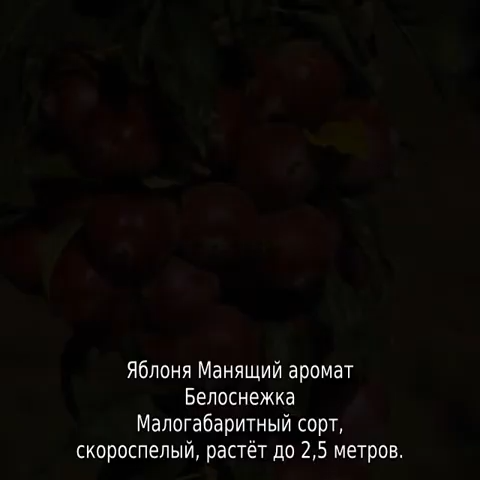 Яблоня Манящий аромат
Белоснежка
Малогабаритный сорт,
скороспелый, растёт до 2,5 метров.